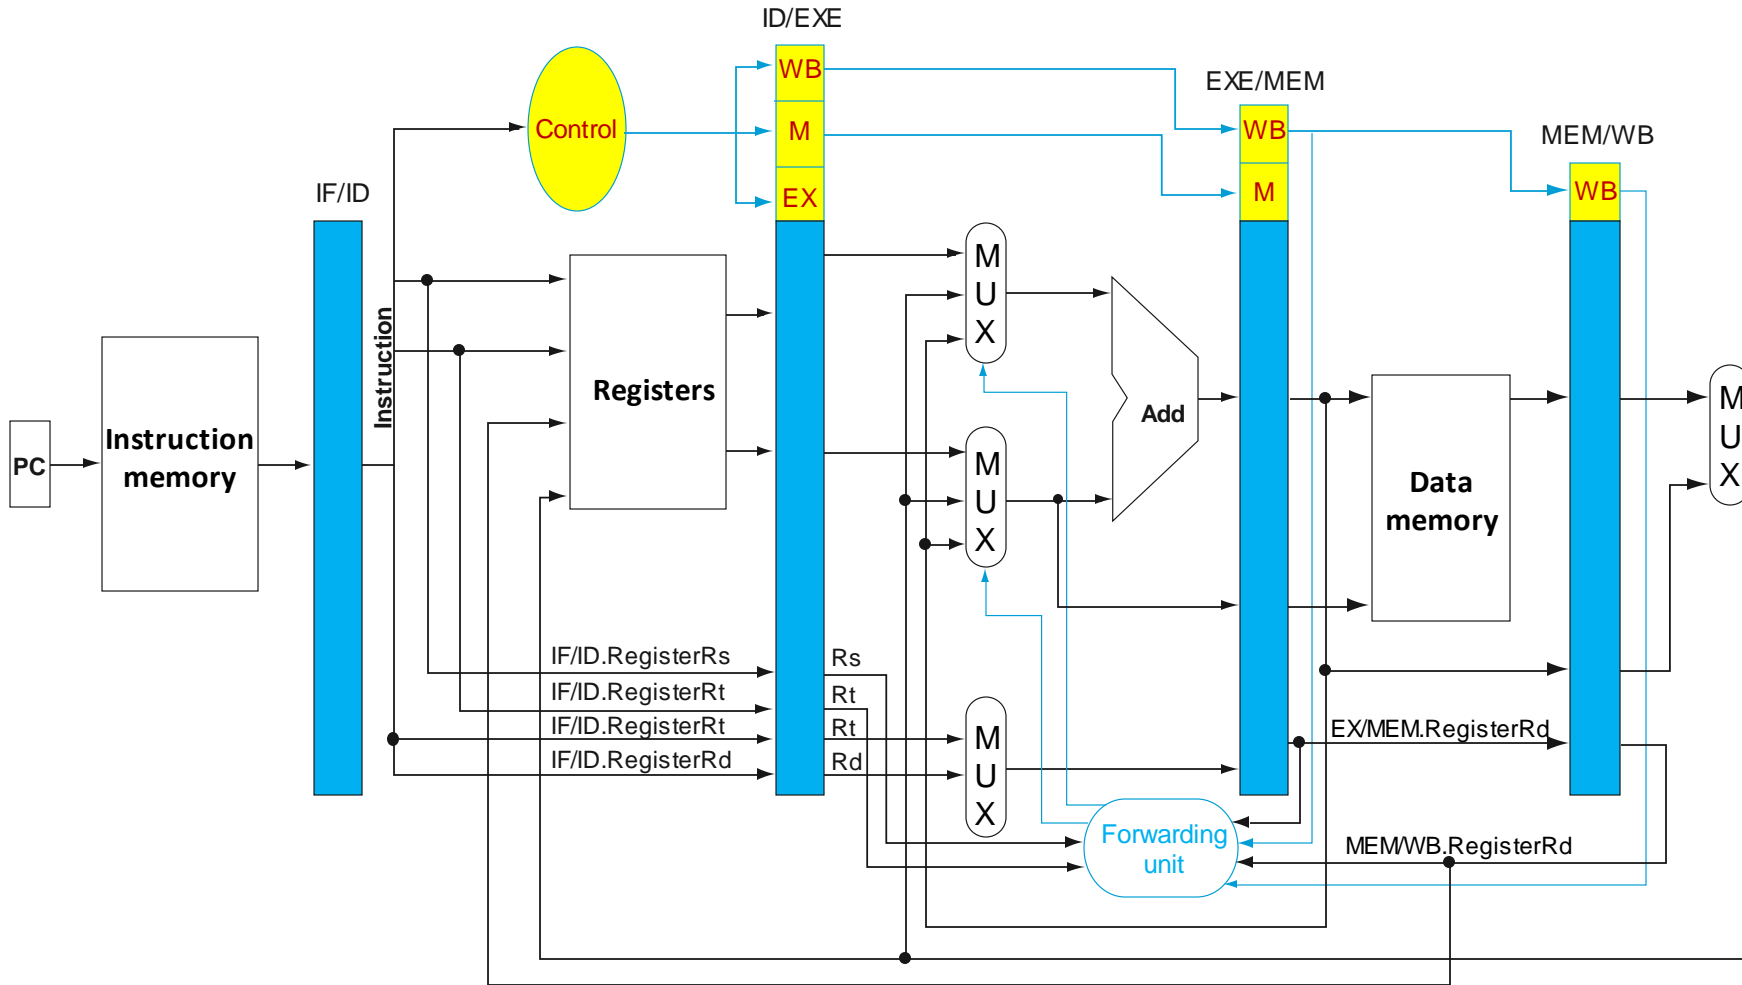 ID/EXE
WB
EXE/MEM
Control
M
WB
MEM/WB
IF/ID
EX
M
WB
M
U
X
Instruction
Registers
M
U
X
Add
M
U
X
PC
Instruction
memory
Data
memory
IF/ID.RegisterRs
Rs
IF/ID.RegisterRt
Rt
IF/ID.RegisterRt
Rt
IF/ID.RegisterRd
Rd
M
U
X
EX/MEM.RegisterRd
Forwarding
unit
MEM/WB.RegisterRd